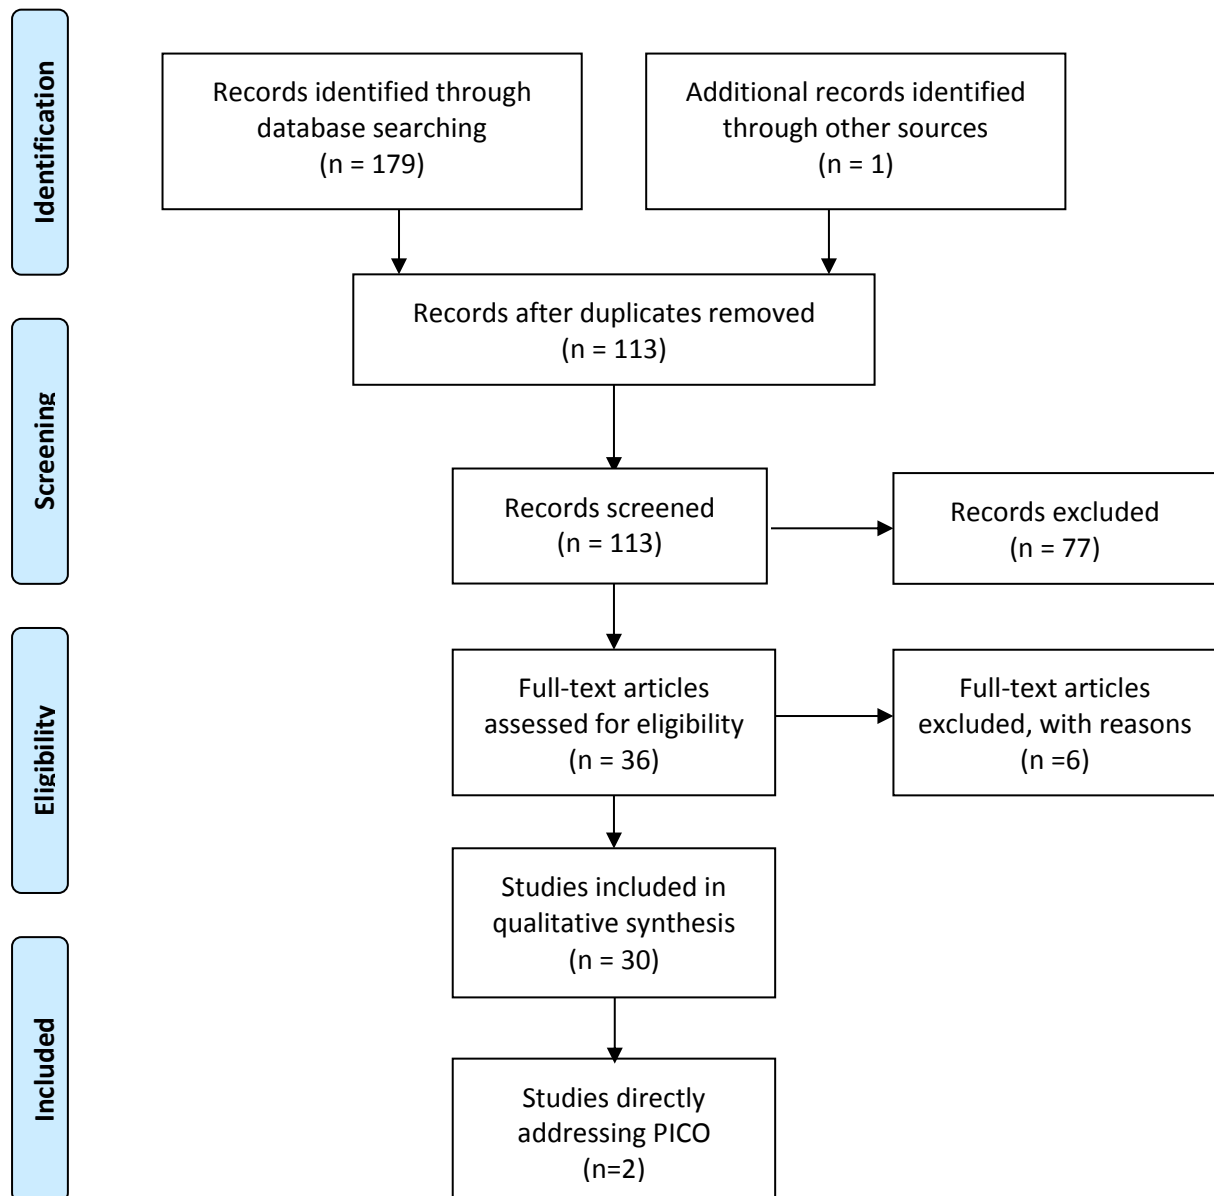 Identification
Records identified through
database searching
(n = 179)
Additional records identified
through other sources
(n = 1)
Records after duplicates removed
(n = 113)
Screening
Records screened
(n = 113)
Records excluded
(n = 77)
Eligibility
Full-text articles
assessed for eligibility
(n = 36)
Full-text articles
excluded, with reasons
(n =6)
Studies included in
qualitative synthesis
(n = 30)
Included
Studies directly
addressing PICO
(n=2)